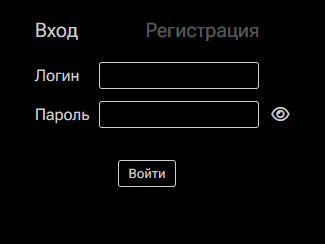 Вход Регистрация
Логин
Пароль
Войти